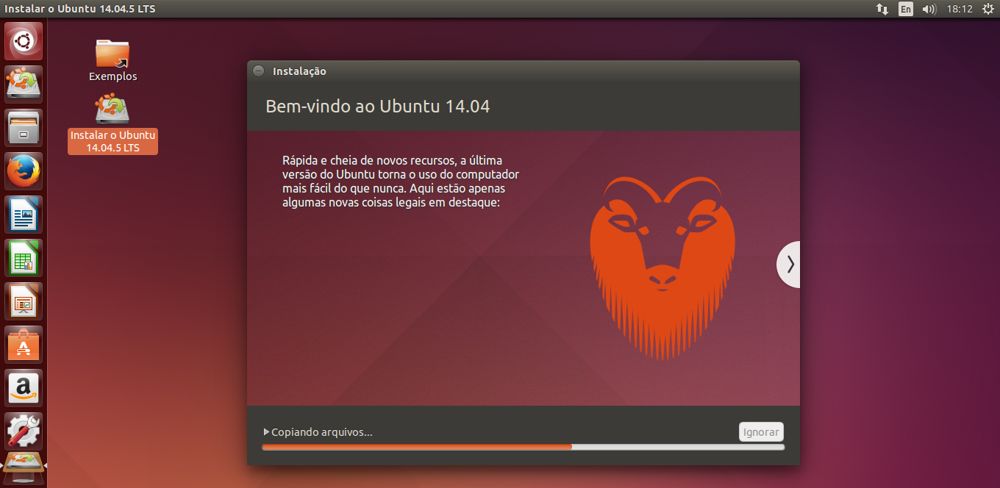 Instalar o Ubuntu 14.04.5 LTS
En
18:12
Exemplos
Instalar o Ubuntu
14.04.5 LTS
Instalação
Bem-vindo ao Ubuntu 14.04
Rápida e cheia de novos recursos, a última
versão do Ubuntu torna o uso do computador
mais fácil do que nunca. Aqui estão apenas
algumas novas coisas legais em destaque:
Copiando arquivos...
Ignorar
A
a